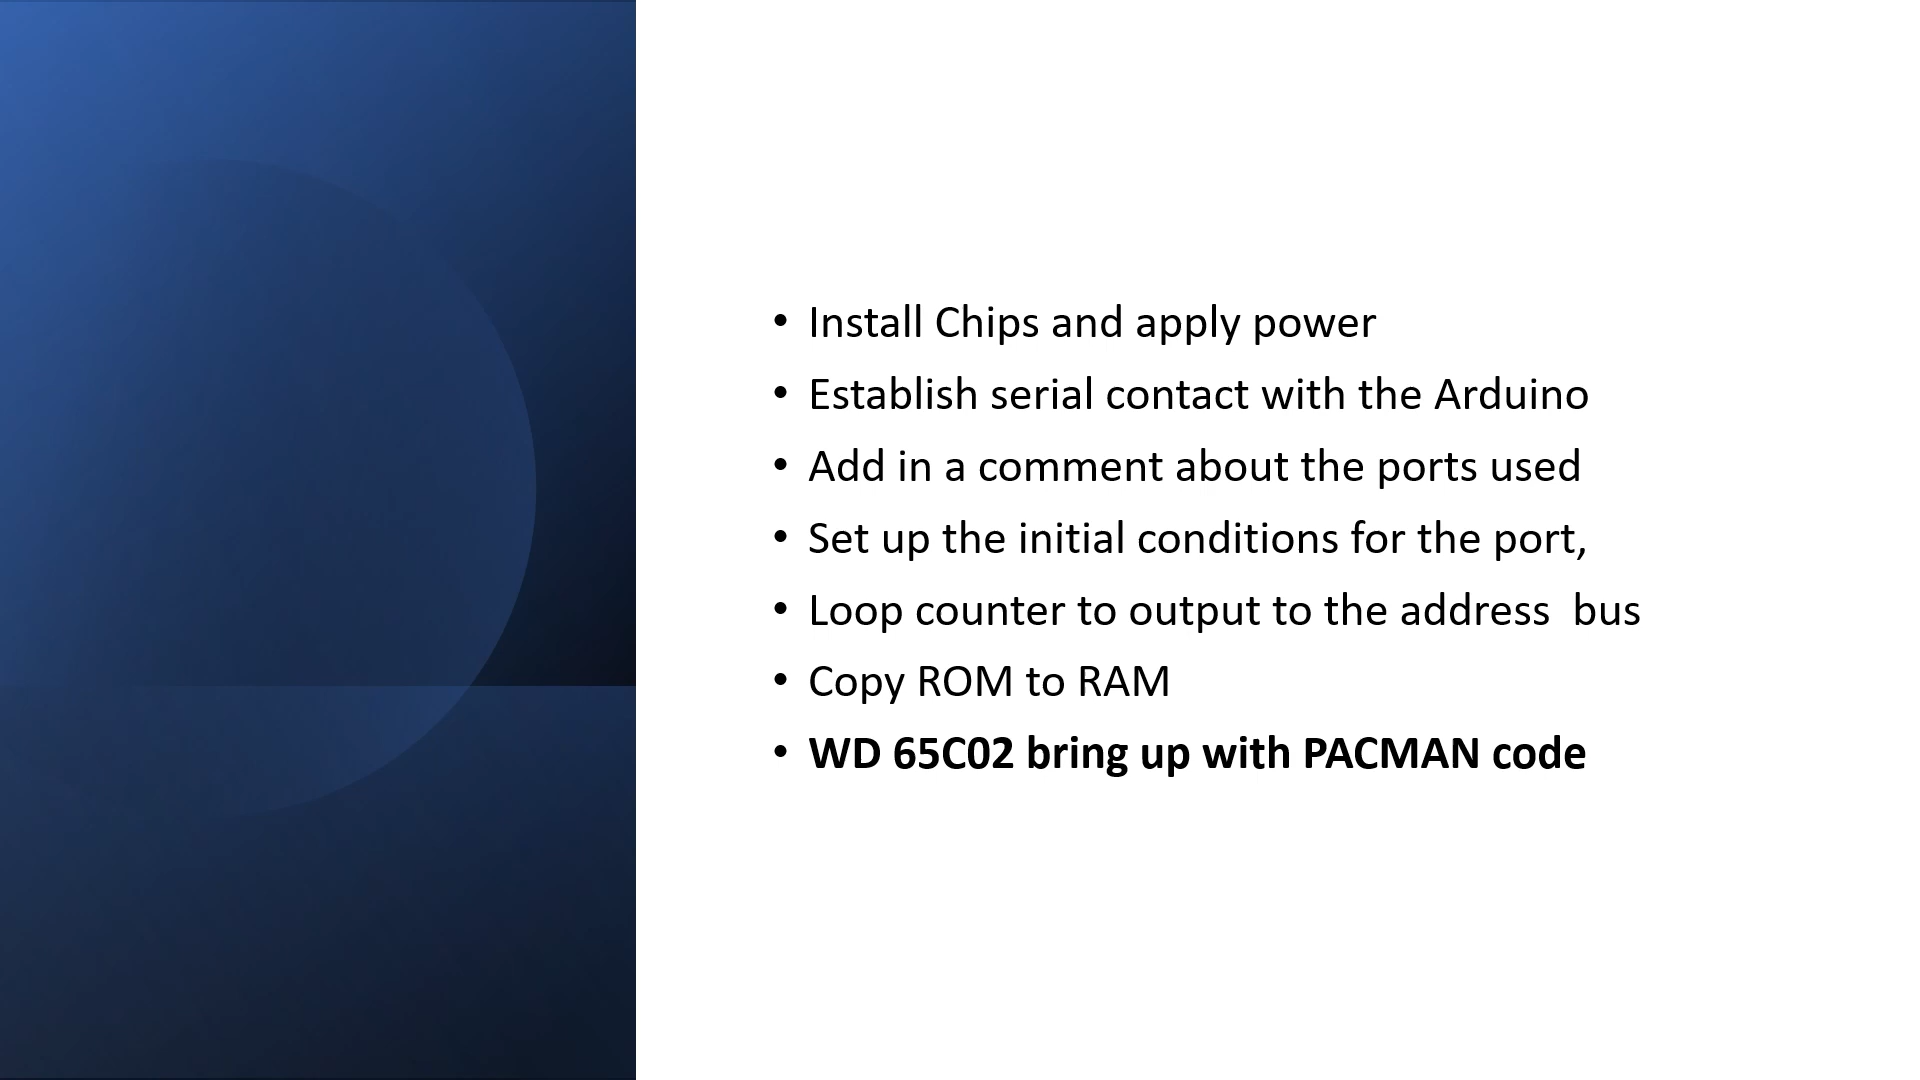 • Install Chips and apply power
• Establish serial contact with the Arduino
• Add in a comment about the ports used
• Set up the initial conditions for the port,
• Loop counter to output to the address  bus
• Copy ROM to RAM
• WD 65C02 bring up with PACMAN code